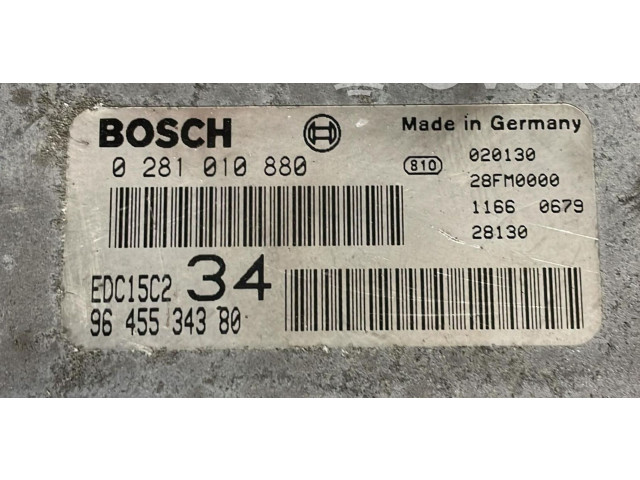 BOSCH
Made in Germany
0 281 010 880
810
020130
28FM0000
1166 0679
28130
EDC15C2 34
96 455 343 80